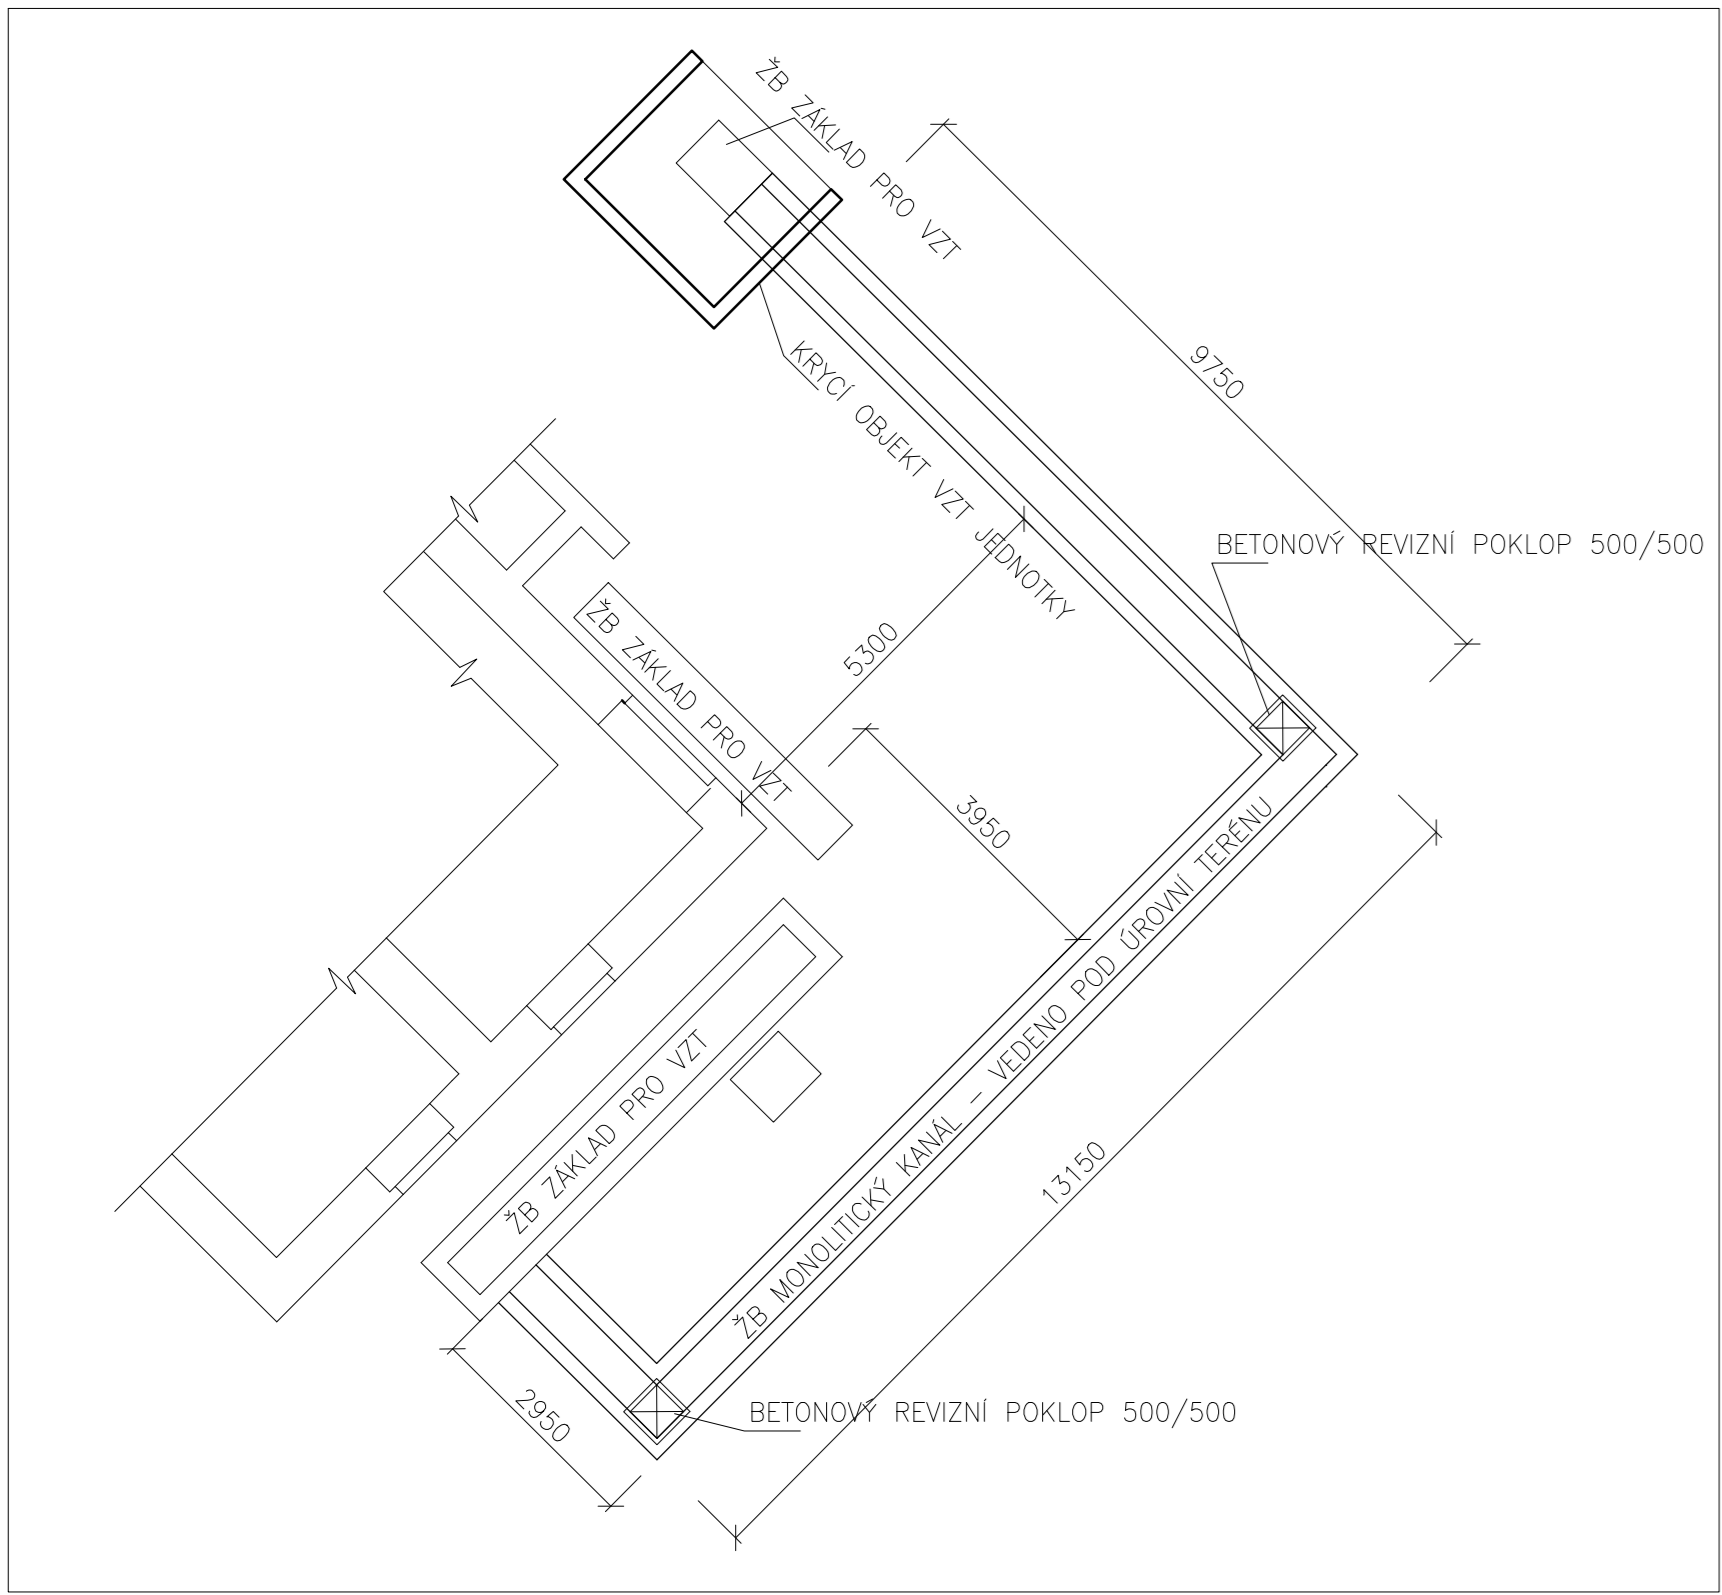 ŽB ZÁKLAD PRO VZT
9750
KRYCÍ OBJEKT VZT JEDNOTKY
BETONOVÝ REVIZNÍ POKLOP 500/500
ŽB ZÁKLAD PRO VZT
5300
3950
ŽB MONOLITICKÝ KANÁL - VEDENO POD ÚROVNÍ TERÉNU
ŽB ZÁKLAD PRO VZT
13150
2950
BETONOVÝ REVIZNÍ POKLOP 500/500